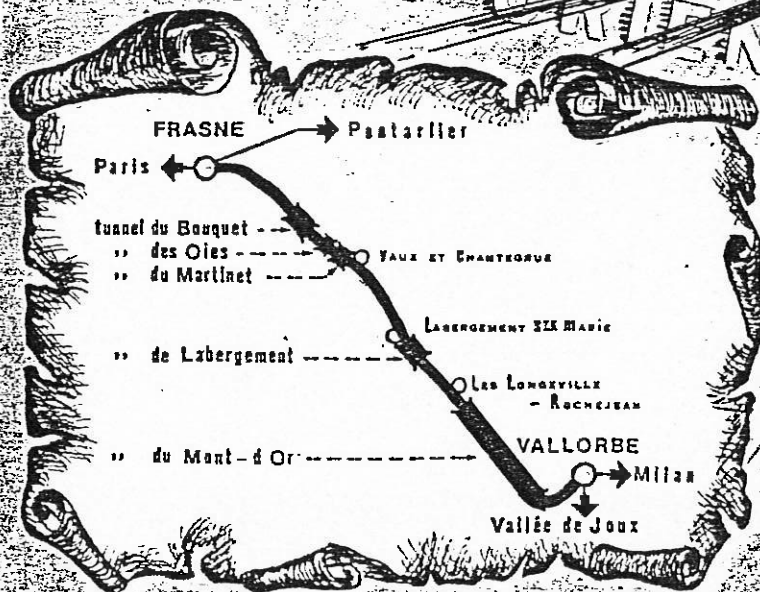 FRASNE
Pontarlier
Paris
tunnel du Bouquet
" des Oies
VAUX ET CHANTEGRUE
" du Martinet
LABERGEMENT STE MARIE
" de Labergement
LES LONGEVILLE
- ROCHEJEAN
VALLORBE
" du Mont-d'Or
Milan
Vallée de Joux